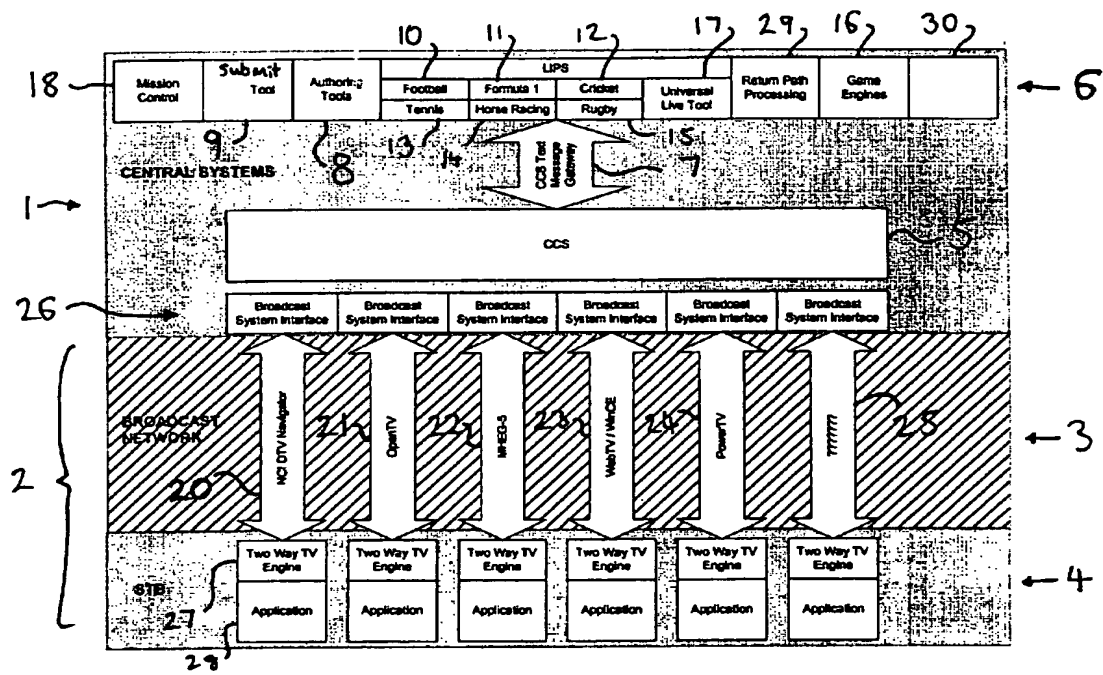 10 11 12 17 29 16 30
18
Mission Control
Submit Tool
Authoring Tools
LIPS
Football
Formula 1
Cricket
Tennis
Horse Racing
Rugby
Universal Live Tool
Return Path Processing
Game Engines
6
9
8
13
14
15
CENTRAL SYSTEMS
CCS Text Message Gateway
7
1
CCS
5
26
Broadcast System Interface
Broadcast System Interface
Broadcast System Interface
Broadcast System Interface
Broadcast System Interface
Broadcast System Interface
2
BROADCAST NETWORK
20
NCI DTV Navigator
21
OpenTV
22
MHEG-5
23
WebTV / WinCE
24
PowerTV
???????
25
3
STB
27
28
Two Way TV Engine
Two Way TV Engine
Two Way TV Engine
Two Way TV Engine
Two Way TV Engine
Two Way TV Engine
Application
Application
Application
Application
Application
Application
4